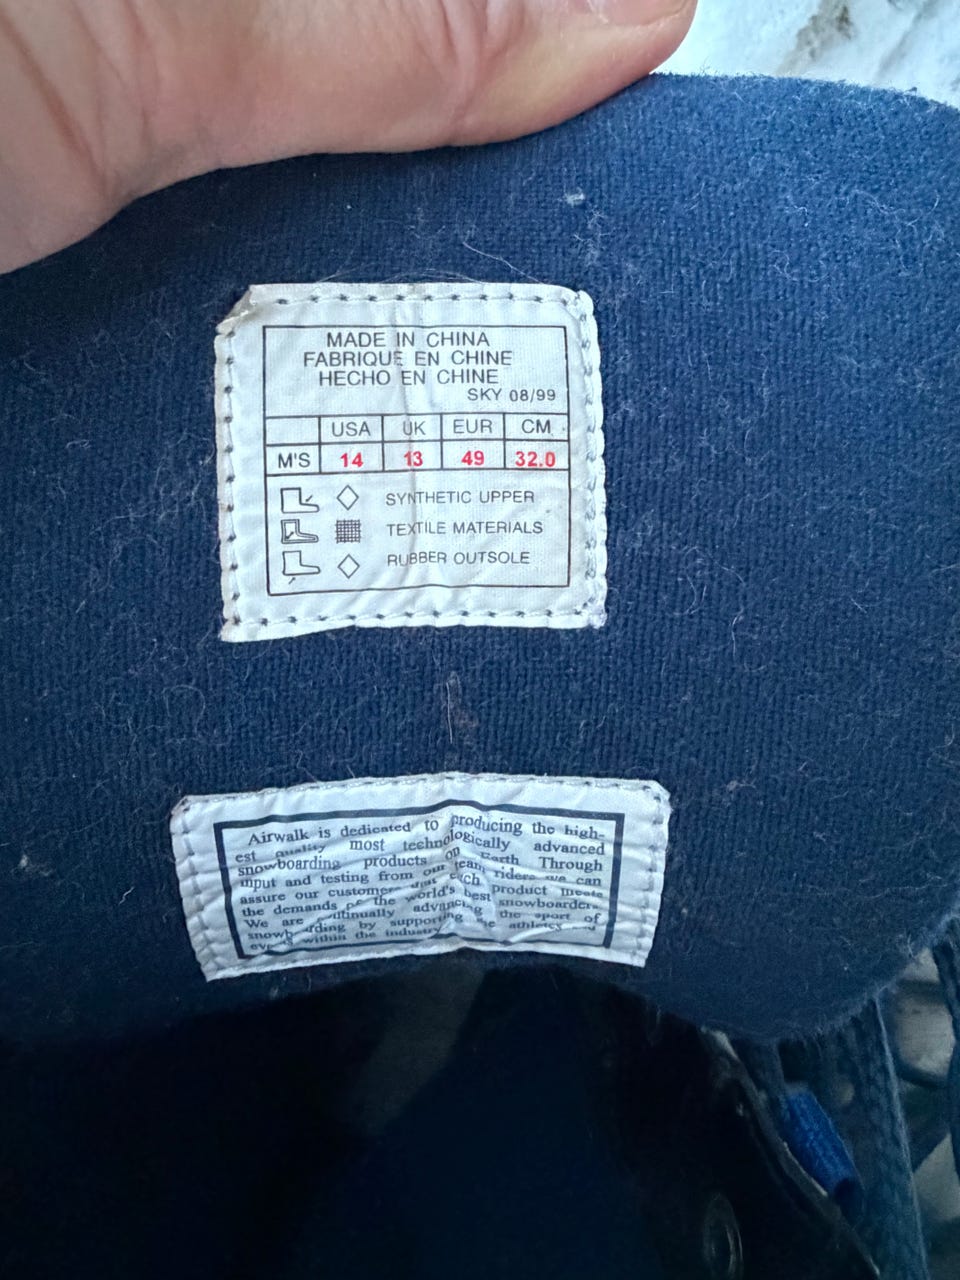 MADE IN CHINA
FABRIQUE EN CHINE
HECHO EN CHINE
SKY 08/99
USA UK EUR CM
M'S 14 13 49 32.0
SYNTHETIC UPPER
TEXTILE MATERIALS
RUBBER OUTSOLE
Airwalk is dedicated to producing the high-
est quality most technologically advanced
snowboarding products on Earth Through
input and testing from our team riders we can
assure our customers that each product meets
the demands of the world's best snowboarders
We are continually advancing the sport of
snowboarding by supporting the athletes and
events within the industry